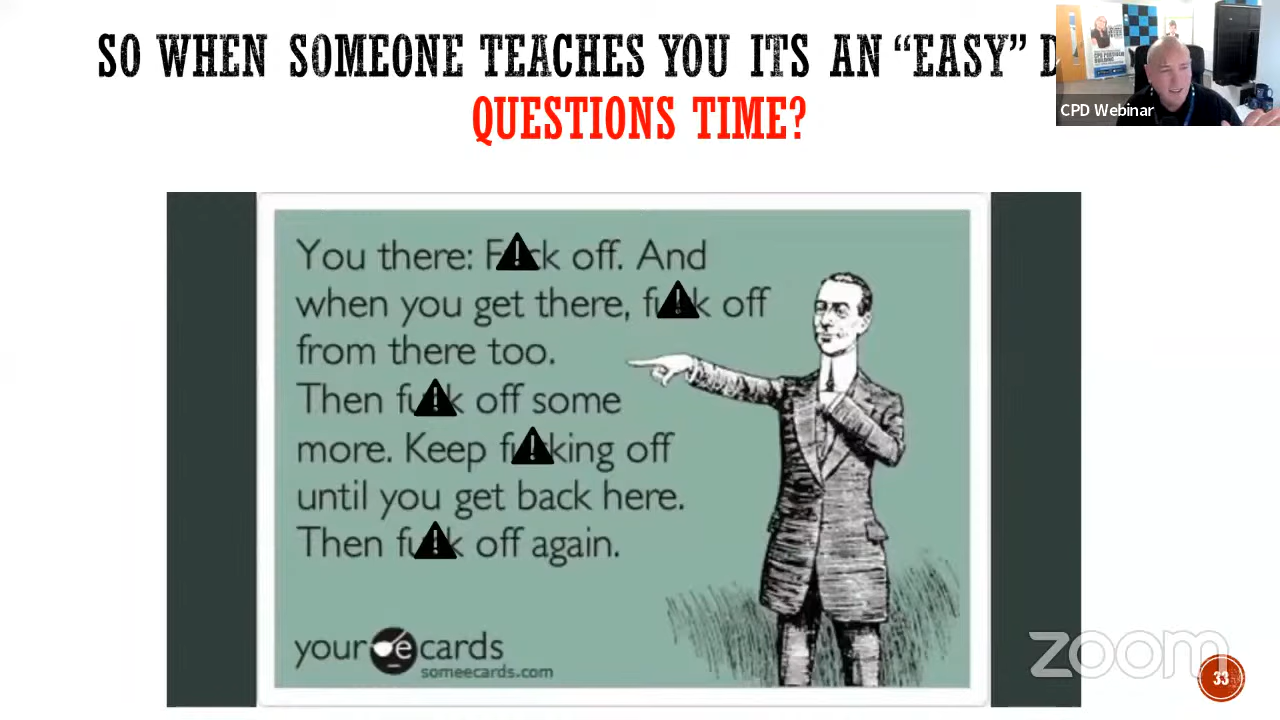 SO WHEN SOMEONE TEACHES YOU ITS AN “EASY”
QUESTIONS TIME?
CPD Webinar
You there: off. And
when you get there, off
from there too.
Then off some
more. Keep off
until you get back here.
Then off again.
your e cards
someecards.com
zoom
33